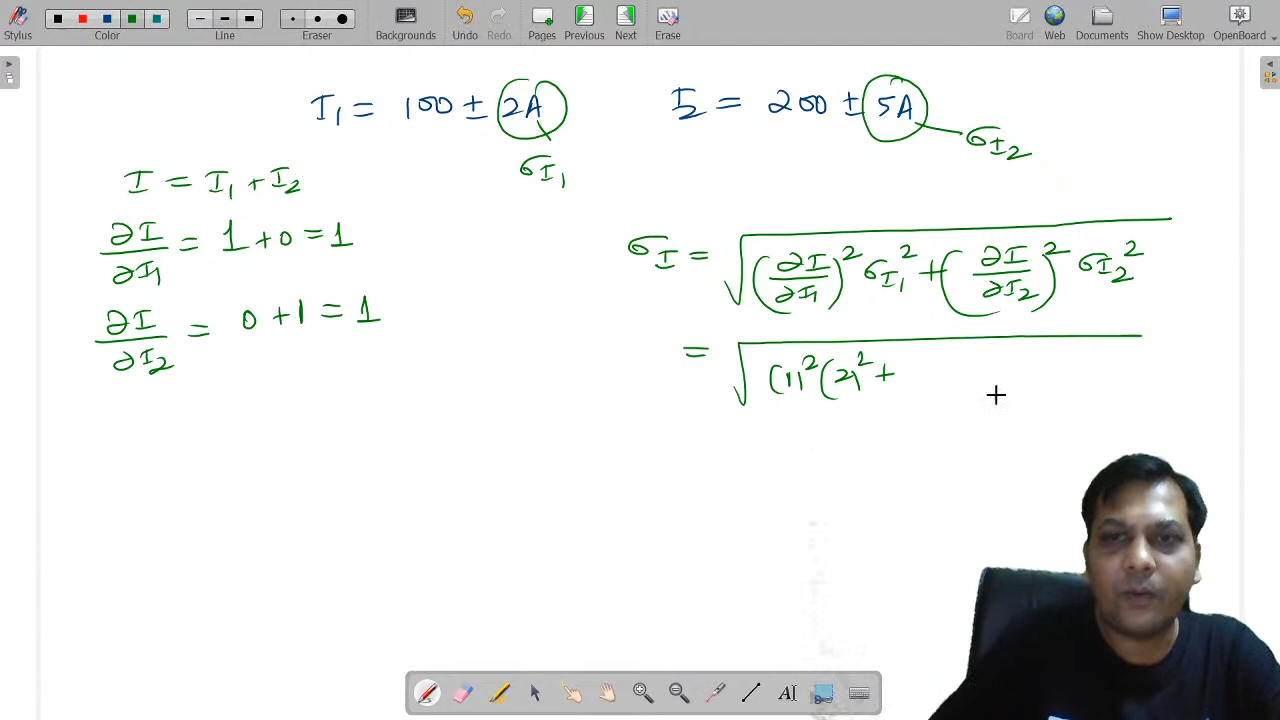 Stylus Color Line Eraser Backgrounds Undo Redo Pages Previous Next Erase Board Web Documents Show Desktop OpenBoard
I₁ = 100 ± 2A I₂ = 200 ± 5A
σI₁ σI₂
I = I₁ + I₂
∂I/∂I₁ = 1 + 0 = 1
σI = √((∂I/∂I₁)² σI₁² + (∂I/∂I₂)² σI₂²)
∂I/∂I₂ = 0 + 1 = 1
= √((1)² (2)² +
AI